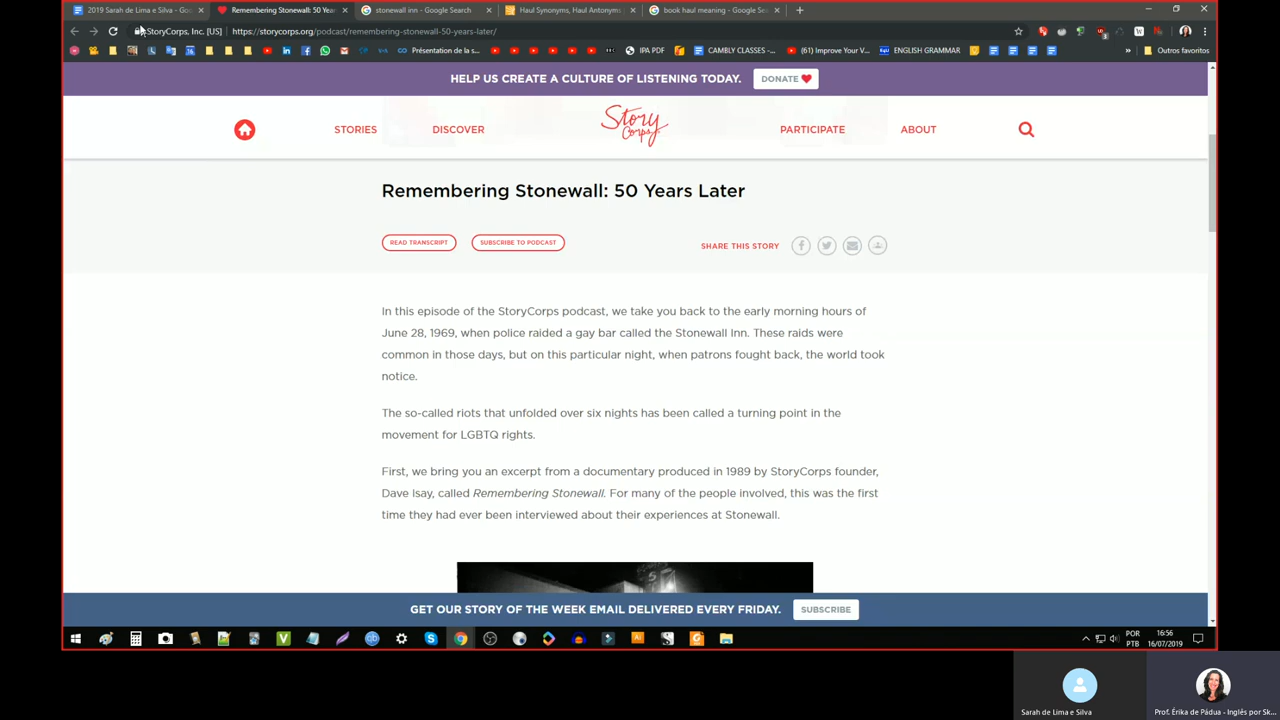 2019 Sarah de Lima e Silva - Goo
Remembering Stonewall: 50 Year
stonewall inn - Google Search
Haul Synonyms, Haul Antonyms
book haul meaning - Google Se
StoryCorps, Inc. [US] | https://storycorps.org/podcast/remembering-stonewall-50-years-later/
Présentation de la s...
IPA PDF
CAMBLY CLASSES -
(61) Improve Your V...
ENGLISH GRAMMAR
Outros favoritos
HELP US CREATE A CULTURE OF LISTENING TODAY.
DONATE
STORIES
DISCOVER
Story
Corps
PARTICIPATE
ABOUT
Remembering Stonewall: 50 Years Later
READ TRANSCRIPT
SUBSCRIBE TO PODCAST
SHARE THIS STORY
In this episode of the StoryCorps podcast, we take you back to the early morning hours of
June 28, 1969, when police raided a gay bar called the Stonewall Inn. These raids were
common in those days, but on this particular night, when patrons fought back, the world took
notice.
The so-called riots that unfolded over six nights has been called a turning point in the
movement for LGBTQ rights.
First, we bring you an excerpt from a documentary produced in 1989 by StoryCorps founder,
Dave Isay, called Remembering Stonewall. For many of the people involved, this was the first
time they had ever been interviewed about their experiences at Stonewall.
GET OUR STORY OF THE WEEK EMAIL DELIVERED EVERY FRIDAY.
SUBSCRIBE
POR
PTB
16:56
16/07/2019
Sarah de Lima e Silva
Prof. Érika de Pádua - Inglês por Sk...